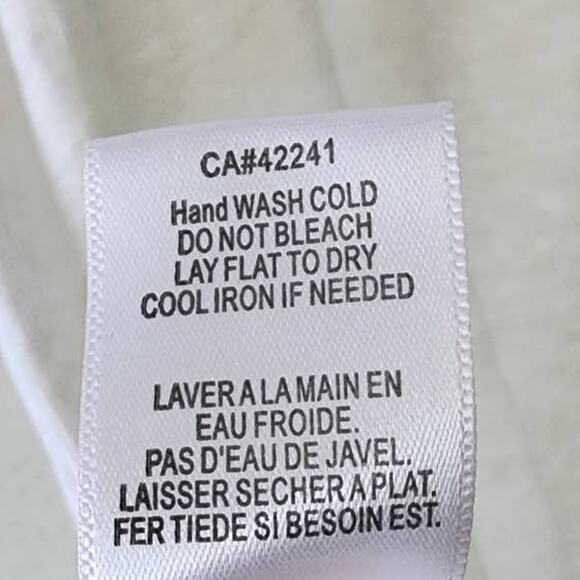 CA#42241
Hand WASH COLD
DO NOT BLEACH
LAY FLAT TO DRY
COOL IRON IF NEEDED
LAVER A LA MAIN EN
EAU FROIDE.
PAS D'EAU DE JAVEL.
LAISSER SECHER A PLAT.
FER TIEDE SI BESOIN EST.